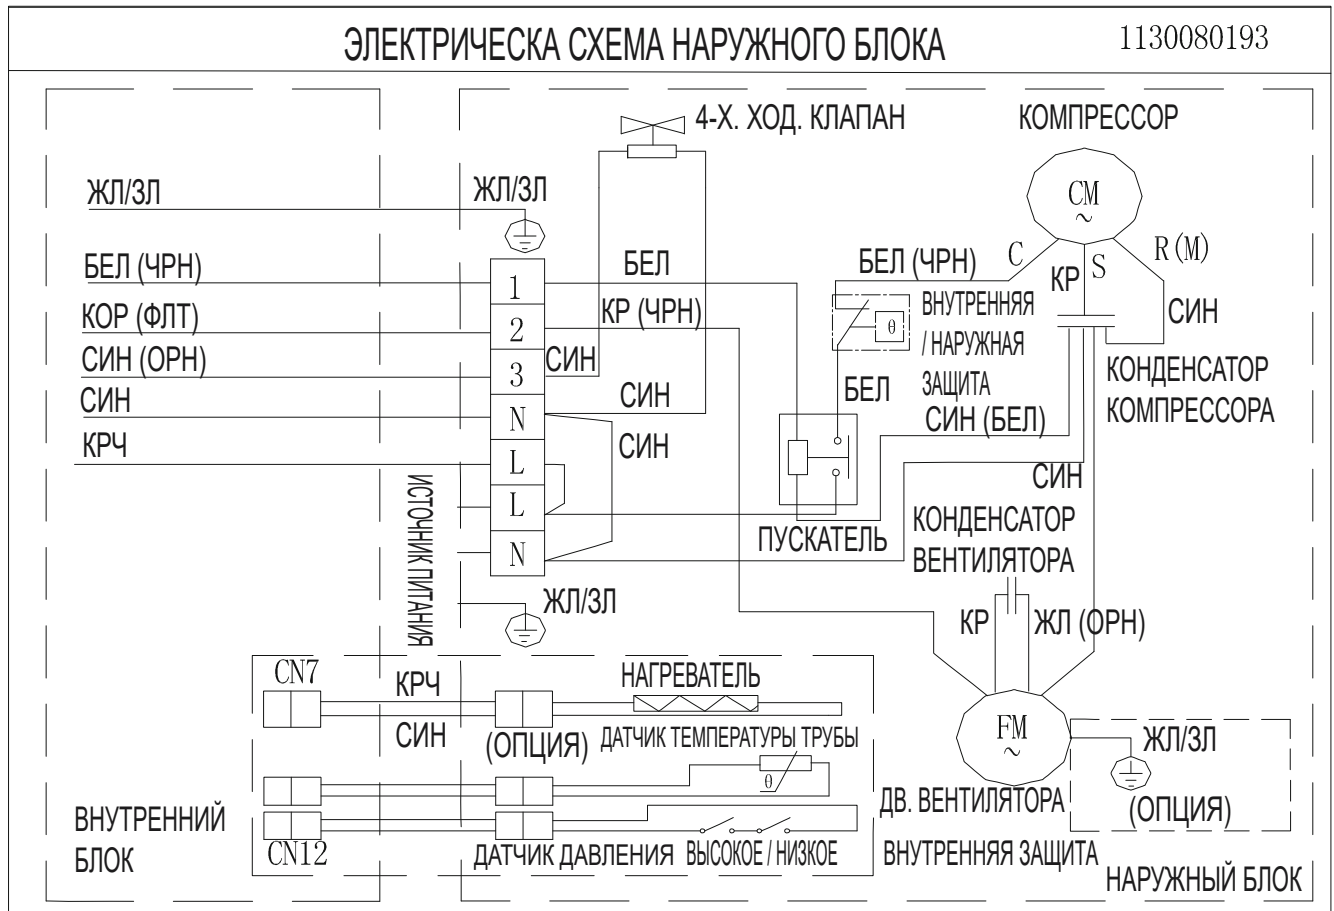 ЭЛЕКТРИЧЕСКА СХЕМА НАРУЖНОГО БЛОКА
1130080193
4-Х. ХОД. КЛАПАН
КОМПРЕССОР
ЖЛ/ЗЛ
ЖЛ/ЗЛ
CM
~
C
S
R(M)
БЕЛ (ЧРН)
1
БЕЛ
БЕЛ (ЧРН)
КР
СИН
КОР (ФЛТ)
2
КР (ЧРН)
θ
ВНУТРЕННЯЯ
/ НАРУЖНАЯ
ЗАЩИТА
СИН (ОРН)
3
СИН
КОНДЕНСАТОР
КОМПРЕССОРА
СИН
N
СИН
БЕЛ
СИН (БЕЛ)
КРЧ
L
СИН
СИН
L
N
ИСТОЧНИК ПИТАНИЯ
ПУСКАТЕЛЬ
КОНДЕНСАТОР
ВЕНТИЛЯТОРА
ЖЛ/ЗЛ
КР
ЖЛ (ОРН)
CN7
КРЧ
СИН
(ОПЦИЯ)
НАГРЕВАТЕЛЬ
ДАТЧИК ТЕМПЕРАТУРЫ ТРУБЫ
θ
FM
~
ЖЛ/ЗЛ
(ОПЦИЯ)
ДВ. ВЕНТИЛЯТОРА
ВНУТРЕННИЙ
БЛОК
CN12
ДАТЧИК ДАВЛЕНИЯ
ВЫСОКОЕ / НИЗКОЕ
ВНУТРЕННЯЯ ЗАЩИТА
НАРУЖНЫЙ БЛОК